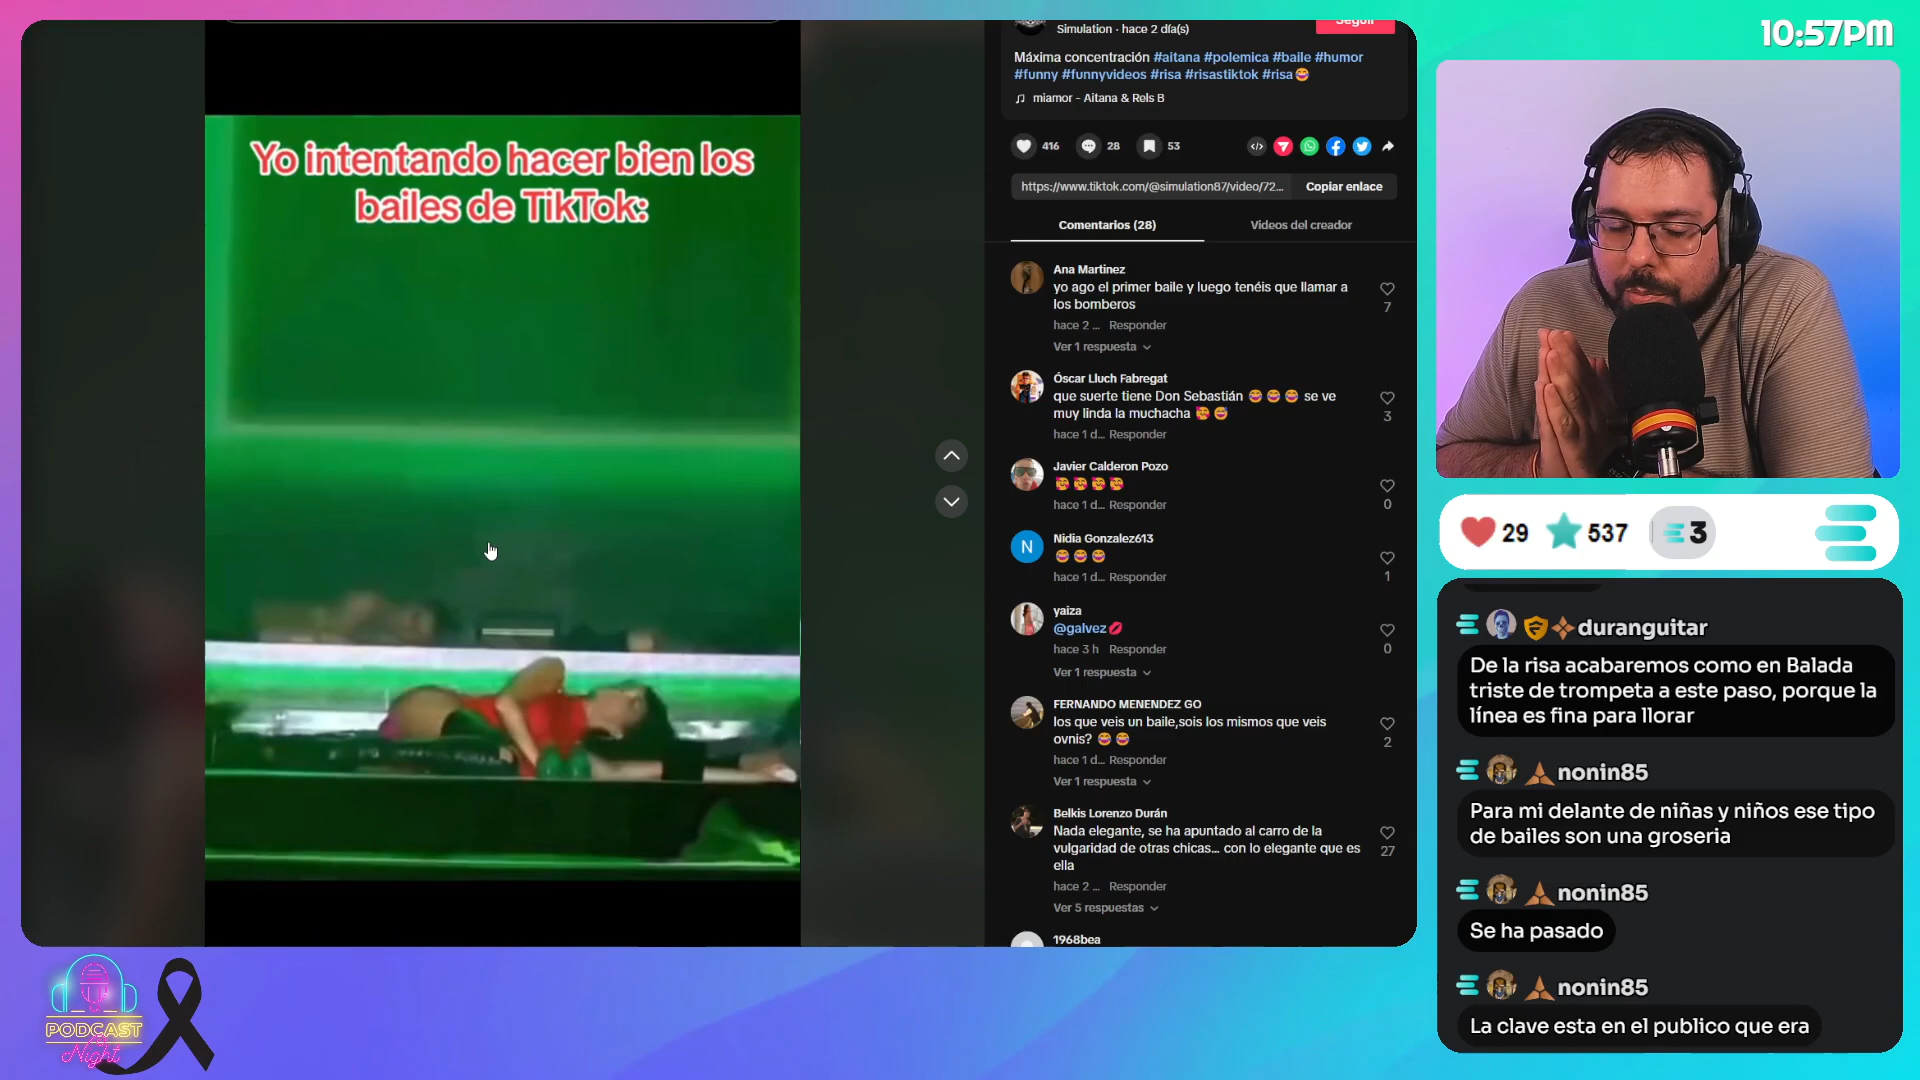 Yo intentando hacer bien los
bailes de TikTok:
Simulation · hace 2 día(s)
Seguir
Máxima concentración #aitana #polemica #baile #humor
#funny #funnyvideos #risa #risastiktok #risa😂
miamor - Aitana & Rels B
416
28
53
https://www.tiktok.com/@simulation87/video/72...
Copiar enlace
Comentarios (28)
Videos del creador
Ana Martinez
yo ago el primer baile y luego tenéis que llamar a
los bomberos
7
hace 2 ... Responder
Ver 1 respuesta
Óscar Lluch Fabregat
que suerte tiene Don Sebastián 😂 😂 😂 se ve
muy linda la muchacha 🥰 😅
3
hace 1 d... Responder
Javier Calderon Pozo
🥰 🥰 🥰 🥰
hace 1 d... Responder
0
N
Nidia Gonzalez613
😂 😂 😂
hace 1 d... Responder
1
yaiza
@galvez💋
hace 3 h Responder
0
Ver 1 respuesta
FERNANDO MENENDEZ GO
los que veis un baile,sois los mismos que veis
ovnis? 😂 😂
2
hace 1 d... Responder
Ver 1 respuesta
Belkis Lorenzo Durán
Nada elegante, se ha apuntado al carro de la
vulgaridad de otras chicas... con lo elegante que es
ella
27
hace 2 ... Responder
Ver 5 respuestas
1968bea
10:57PM
29
537
3
duranguitar
De la risa acabaremos como en Balada
triste de trompeta a este paso, porque la
línea es fina para llorar
nonin85
Para mi delante de niñas y niños ese tipo
de bailes son una groseria
nonin85
Se ha pasado
nonin85
La clave esta en el publico que era
PODCAST
Night